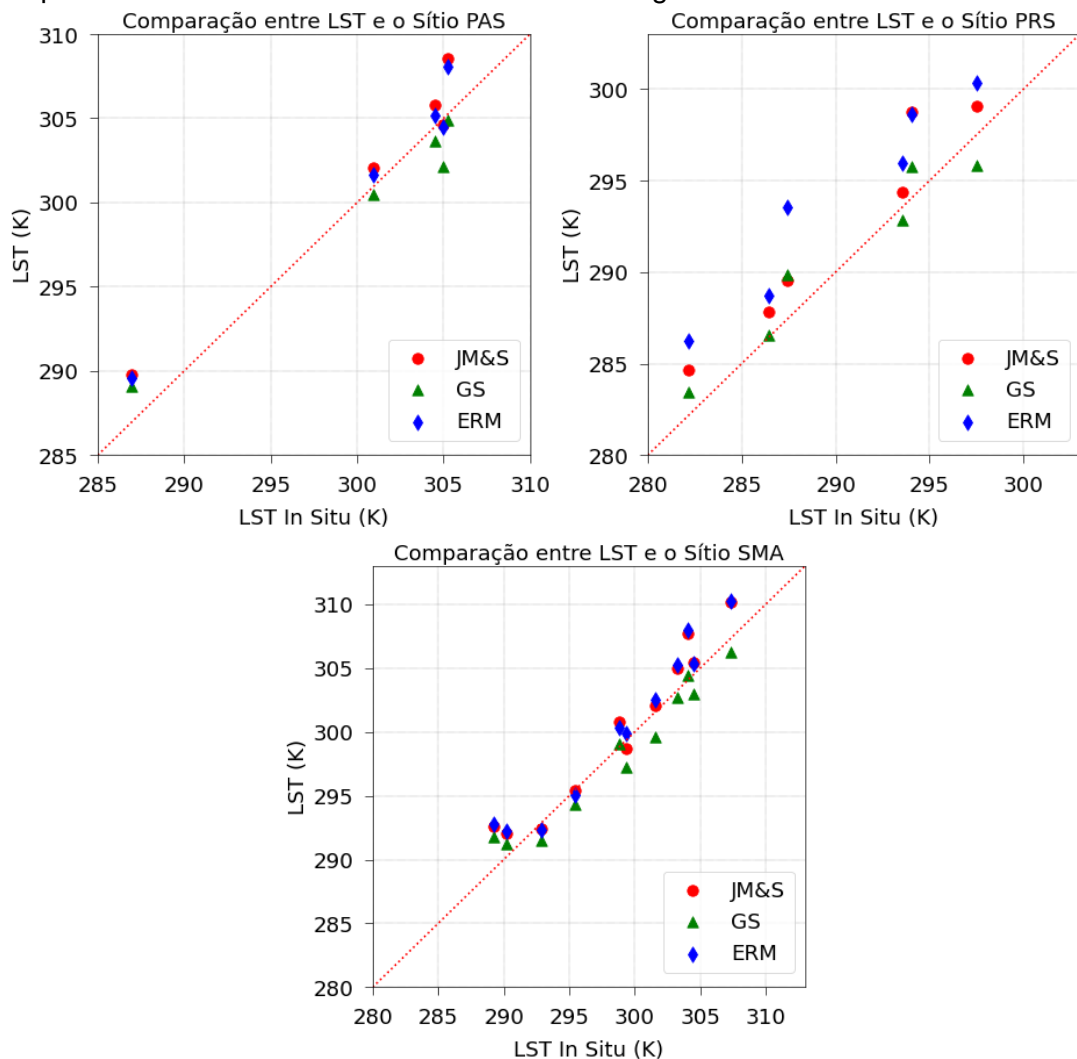 Comparação entre LST e o Sítio PAS
310
305
300
295
290
285
LST (K)
285 290 295 300 305 310
LST In Situ (K)
JM&S
GS
ERM
Comparação entre LST e o Sítio PRS
300
295
290
285
280
LST (K)
280 285 290 295 300
LST In Situ (K)
JM&S
GS
ERM
Comparação entre LST e o Sítio SMA
310
305
300
295
290
285
280
LST (K)
280 285 290 295 300 305 310
LST In Situ (K)
JM&S
GS
ERM